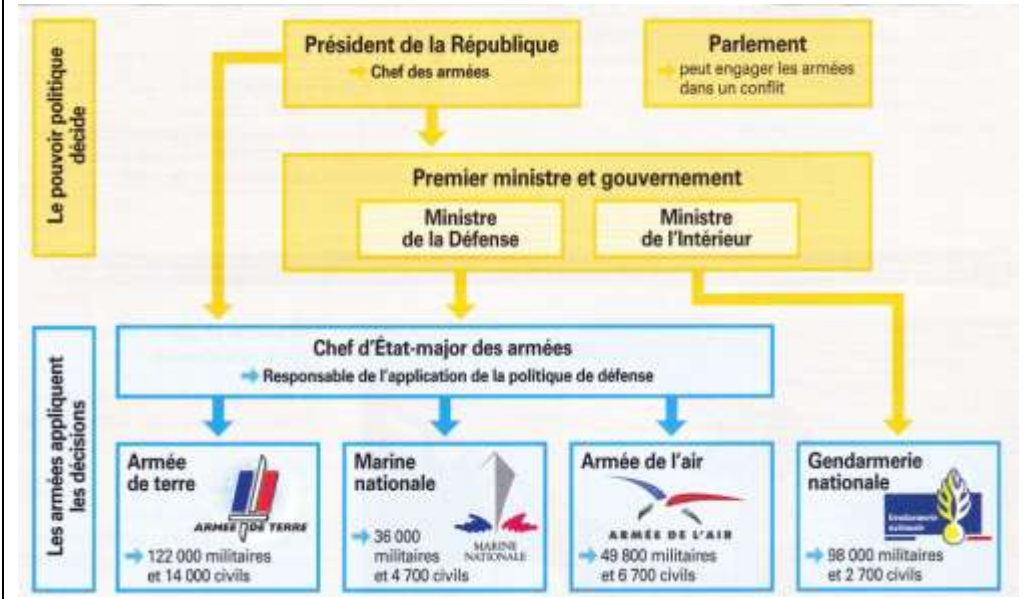 Le pouvoir politique
décide
Président de la République
Chef des armées
Parlement
peut engager les armées
dans un conflit
Premier ministre et gouvernement
Ministre
de la Défense
Ministre
de l'Intérieur
Les armées appliquent
les décisions
Chef d'État-major des armées
Responsable de l'application de la politique de défense
Armée
de terre
ARMEE DE TERRE
122 000 militaires
et 14 000 civils
Marine
nationale
MARINE
NATIONALE
36 000
militaires
et 4 700 civils
Armée de l'air
ARMÉE DE L'AIR
49 800 militaires
et 6 700 civils
Gendarmerie
nationale
Gendarmerie
nationale
98 000 militaires
et 2 700 civils